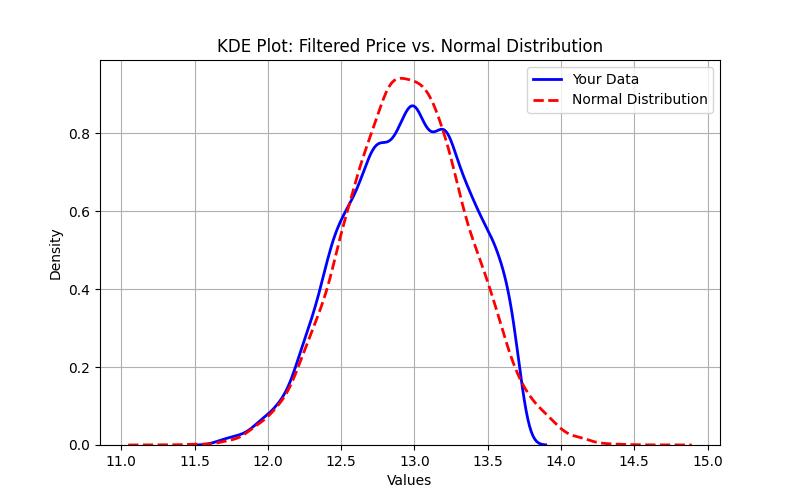 KDE Plot: Filtered Price vs. Normal Distribution
Your Data
Normal Distribution
Density
0.8
0.6
0.4
0.2
0.0
11.0 11.5 12.0 12.5 13.0 13.5 14.0 14.5 15.0
Values